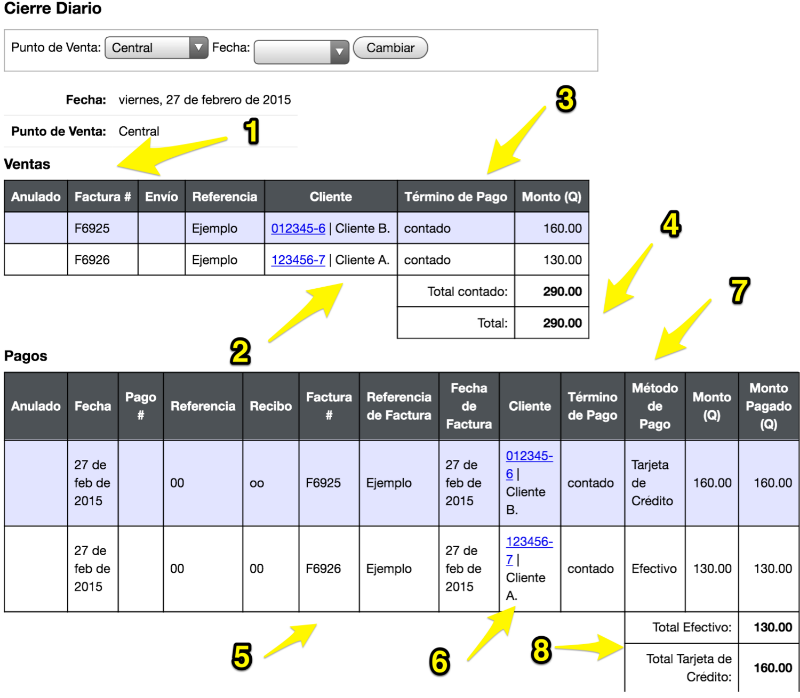 Cierre Diario
Punto de Venta: Central Fecha: Cambiar
Fecha: viernes, 27 de febrero de 2015
Punto de Venta: Central
1
3
Ventas
Anulado Factura # Envío Referencia Cliente Término de Pago Monto (Q)
F6925 Ejemplo 012345-6 | Cliente B. contado 160.00
F6926 Ejemplo 123456-7 | Cliente A. contado 130.00
Total contado: 290.00
Total: 290.00
4
2
7
Pagos
Anulado Fecha Pago # Referencia Recibo Factura # Referencia de Factura Fecha de Factura Cliente Término de Pago Método de Pago Monto (Q) Monto Pagado (Q)
27 de feb de 2015 00 oo F6925 Ejemplo 27 de feb de 2015 012345-6 | Cliente B. contado Tarjeta de Crédito 160.00 160.00
27 de feb de 2015 00 00 F6926 Ejemplo 27 de feb de 2015 123456-7 | Cliente A. contado Efectivo 130.00 130.00
Total Efectivo: 130.00
Total Tarjeta de Crédito: 160.00
5
6
8